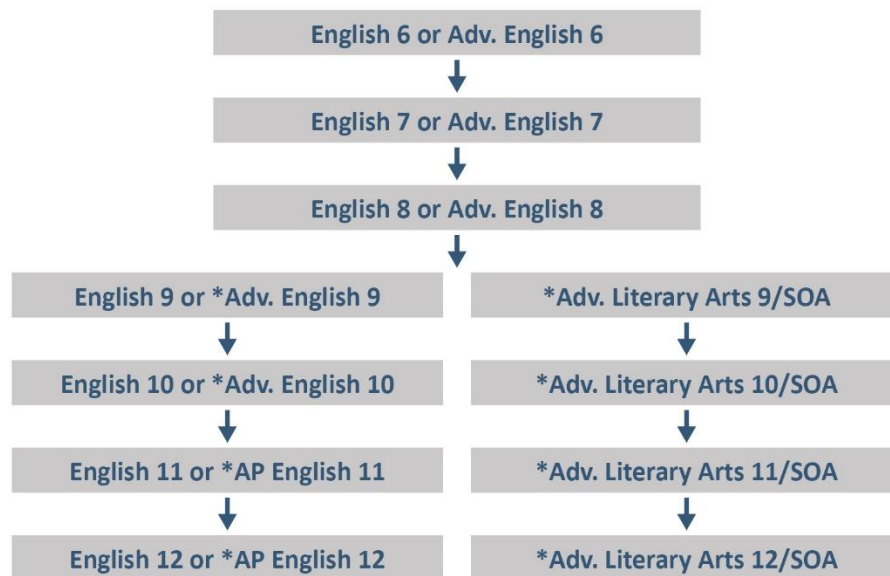 English 6 or Adv. English 6
English 7 or Adv. English 7
English 8 or Adv. English 8
English 9 or *Adv. English 9
*Adv. Literary Arts 9/SOA
English 10 or *Adv. English 10
*Adv. Literary Arts 10/SOA
English 11 or *AP English 11
*Adv. Literary Arts 11/SOA
English 12 or *AP English 12
*Adv. Literary Arts 12/SOA